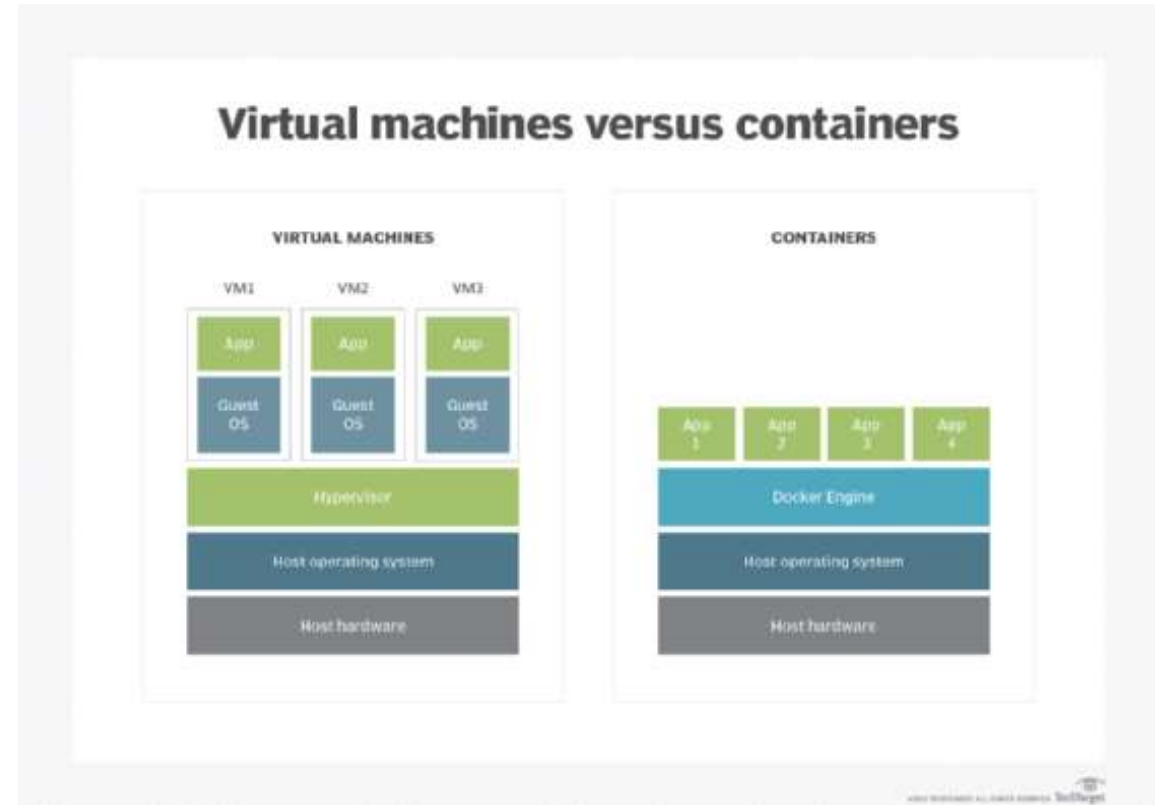 Virtual machines versus containers
VIRTUAL MACHINES
VM1 VM2 VM3
App App App
Guest Guest Guest
OS OS OS
Hypervisor
Host operating system
Host hardware
CONTAINERS
App App App App
1 2 3 4
Docker Engine
Host operating system
Host hardware
TechTarget